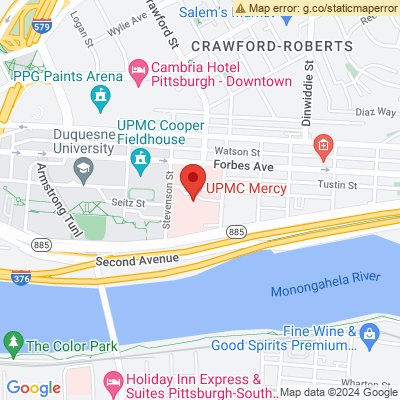 Map error: g.co/staticmaperror
579
Logan St
Wylie Ave
Crawford St
Salem's Market
CRAWFORD-ROBERTS
Cambria Hotel
Pittsburgh - Downtown
PPG Paints Arena
Dinwiddie St
Diaz Way
UPMC Cooper
Fieldhouse
Watson St
Forbes Ave
Duquesne
University
Armstrong Tunl
Stevenson St
Seitz St
UPMC Mercy
Tustin St
885
885
Second Avenue
376
Monongahela River
The Color Park
Fine Wine &
Good Spirits Premium...
Holiday Inn Express &
Suites Pittsburgh-South...
Wharton St
Google
Map data ©2024 Google